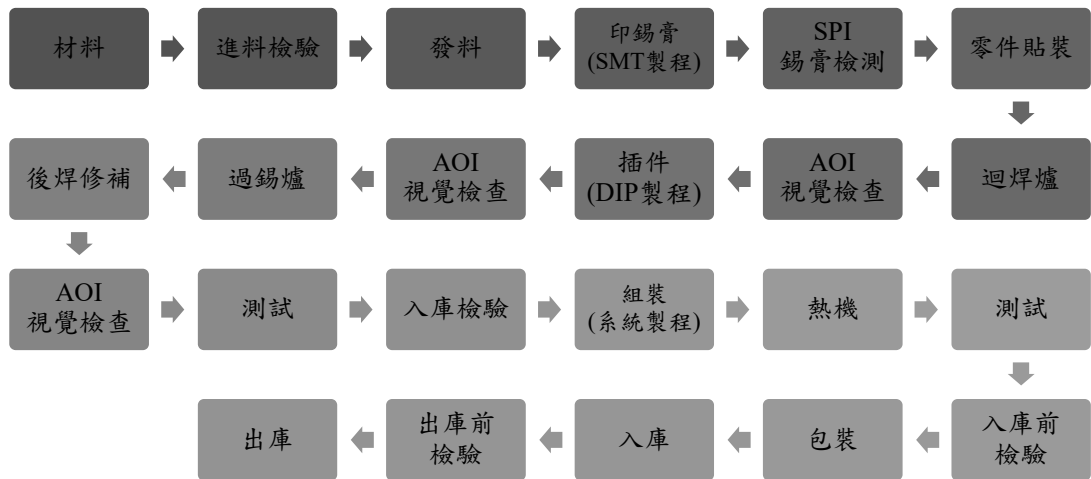 材料
進料檢驗
發料
印錫膏
(SMT製程)
SPI
錫膏檢測
零件貼裝
迴焊爐
AOI
視覺檢查
插件
(DIP製程)
AOI
視覺檢查
過錫爐
後焊修補
AOI
視覺檢查
測試
入庫檢驗
組裝
(系統製程)
熱機
測試
入庫前
檢驗
包裝
入庫
出庫前
檢驗
出庫